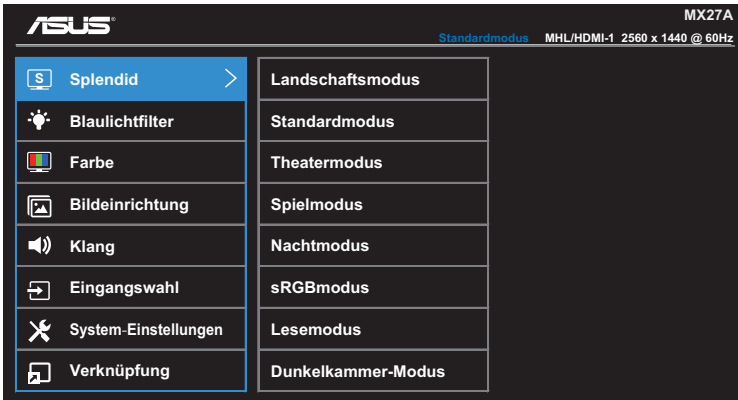 ASUS
MX27A
Standardmodus MHL/HDMI-1 2560 x 1440 @ 60Hz
S Splendid
Landschaftsmodus
Blaulichtfilter
Standardmodus
Farbe
Theatermodus
Bildeinrichtung
Spielmodus
Klang
Nachtmodus
Eingangswahl
sRGBmodus
System-Einstellungen
Lesemodus
Verknüpfung
Dunkelkammer-Modus